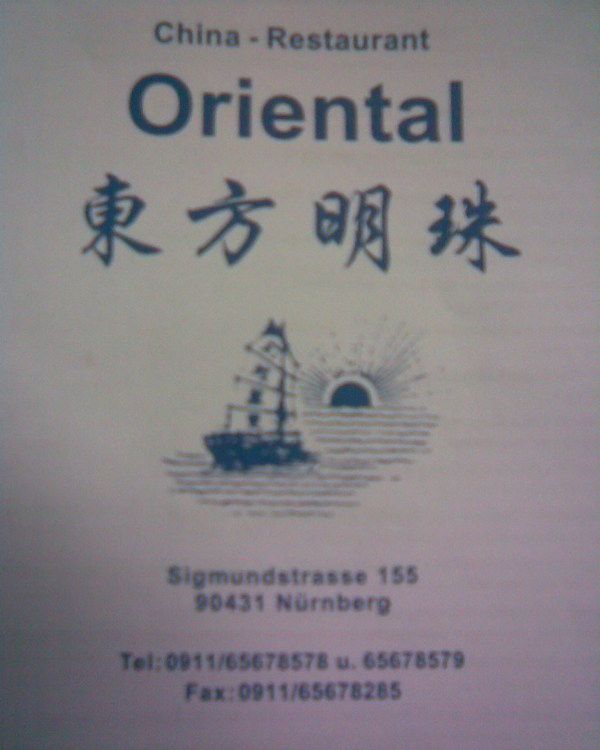 China - Restaurant
Oriental
東方明珠
Sigmundstrasse 155
90431 Nürnberg
Tel:0911/65678578 u. 65678579
Fax:0911/65678285